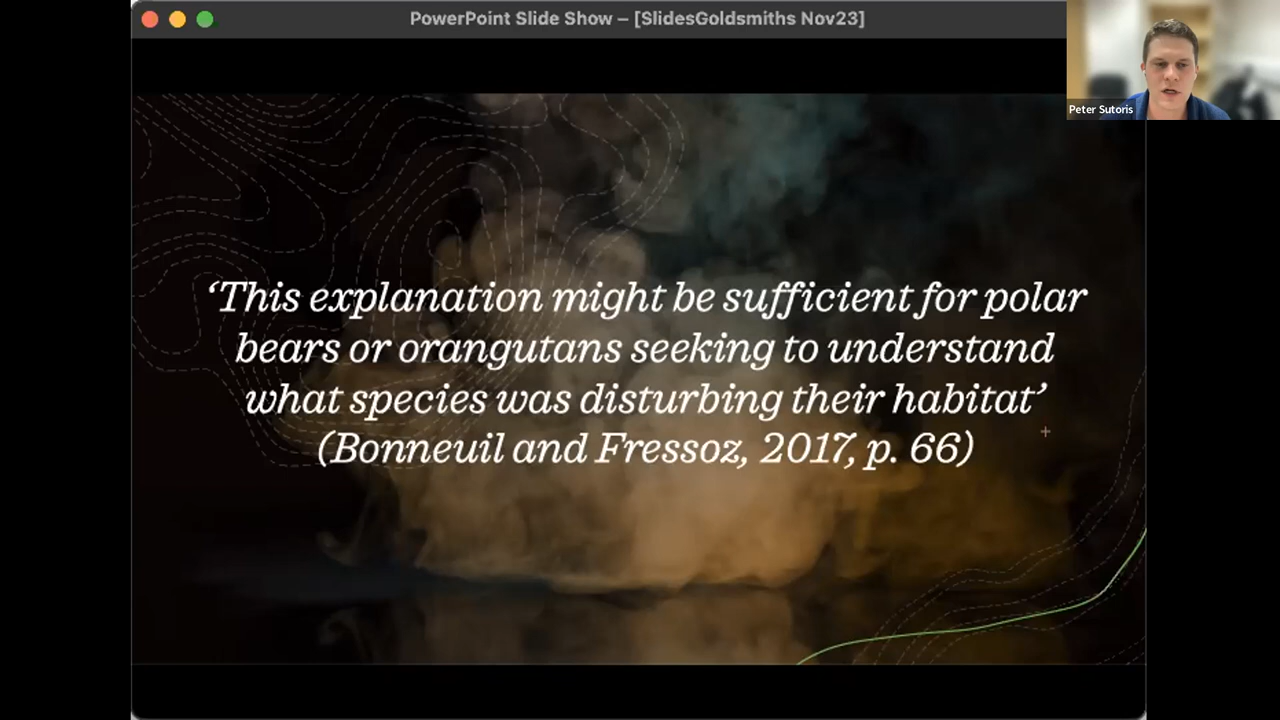 PowerPoint Slide Show – [SlidesGoldsmiths Nov23]
Peter Sutoris
‘This explanation might be sufficient for polar
bears or orangutans seeking to understand
what species was disturbing their habitat’
(Bonneuil and Fressoz, 2017, p. 66)